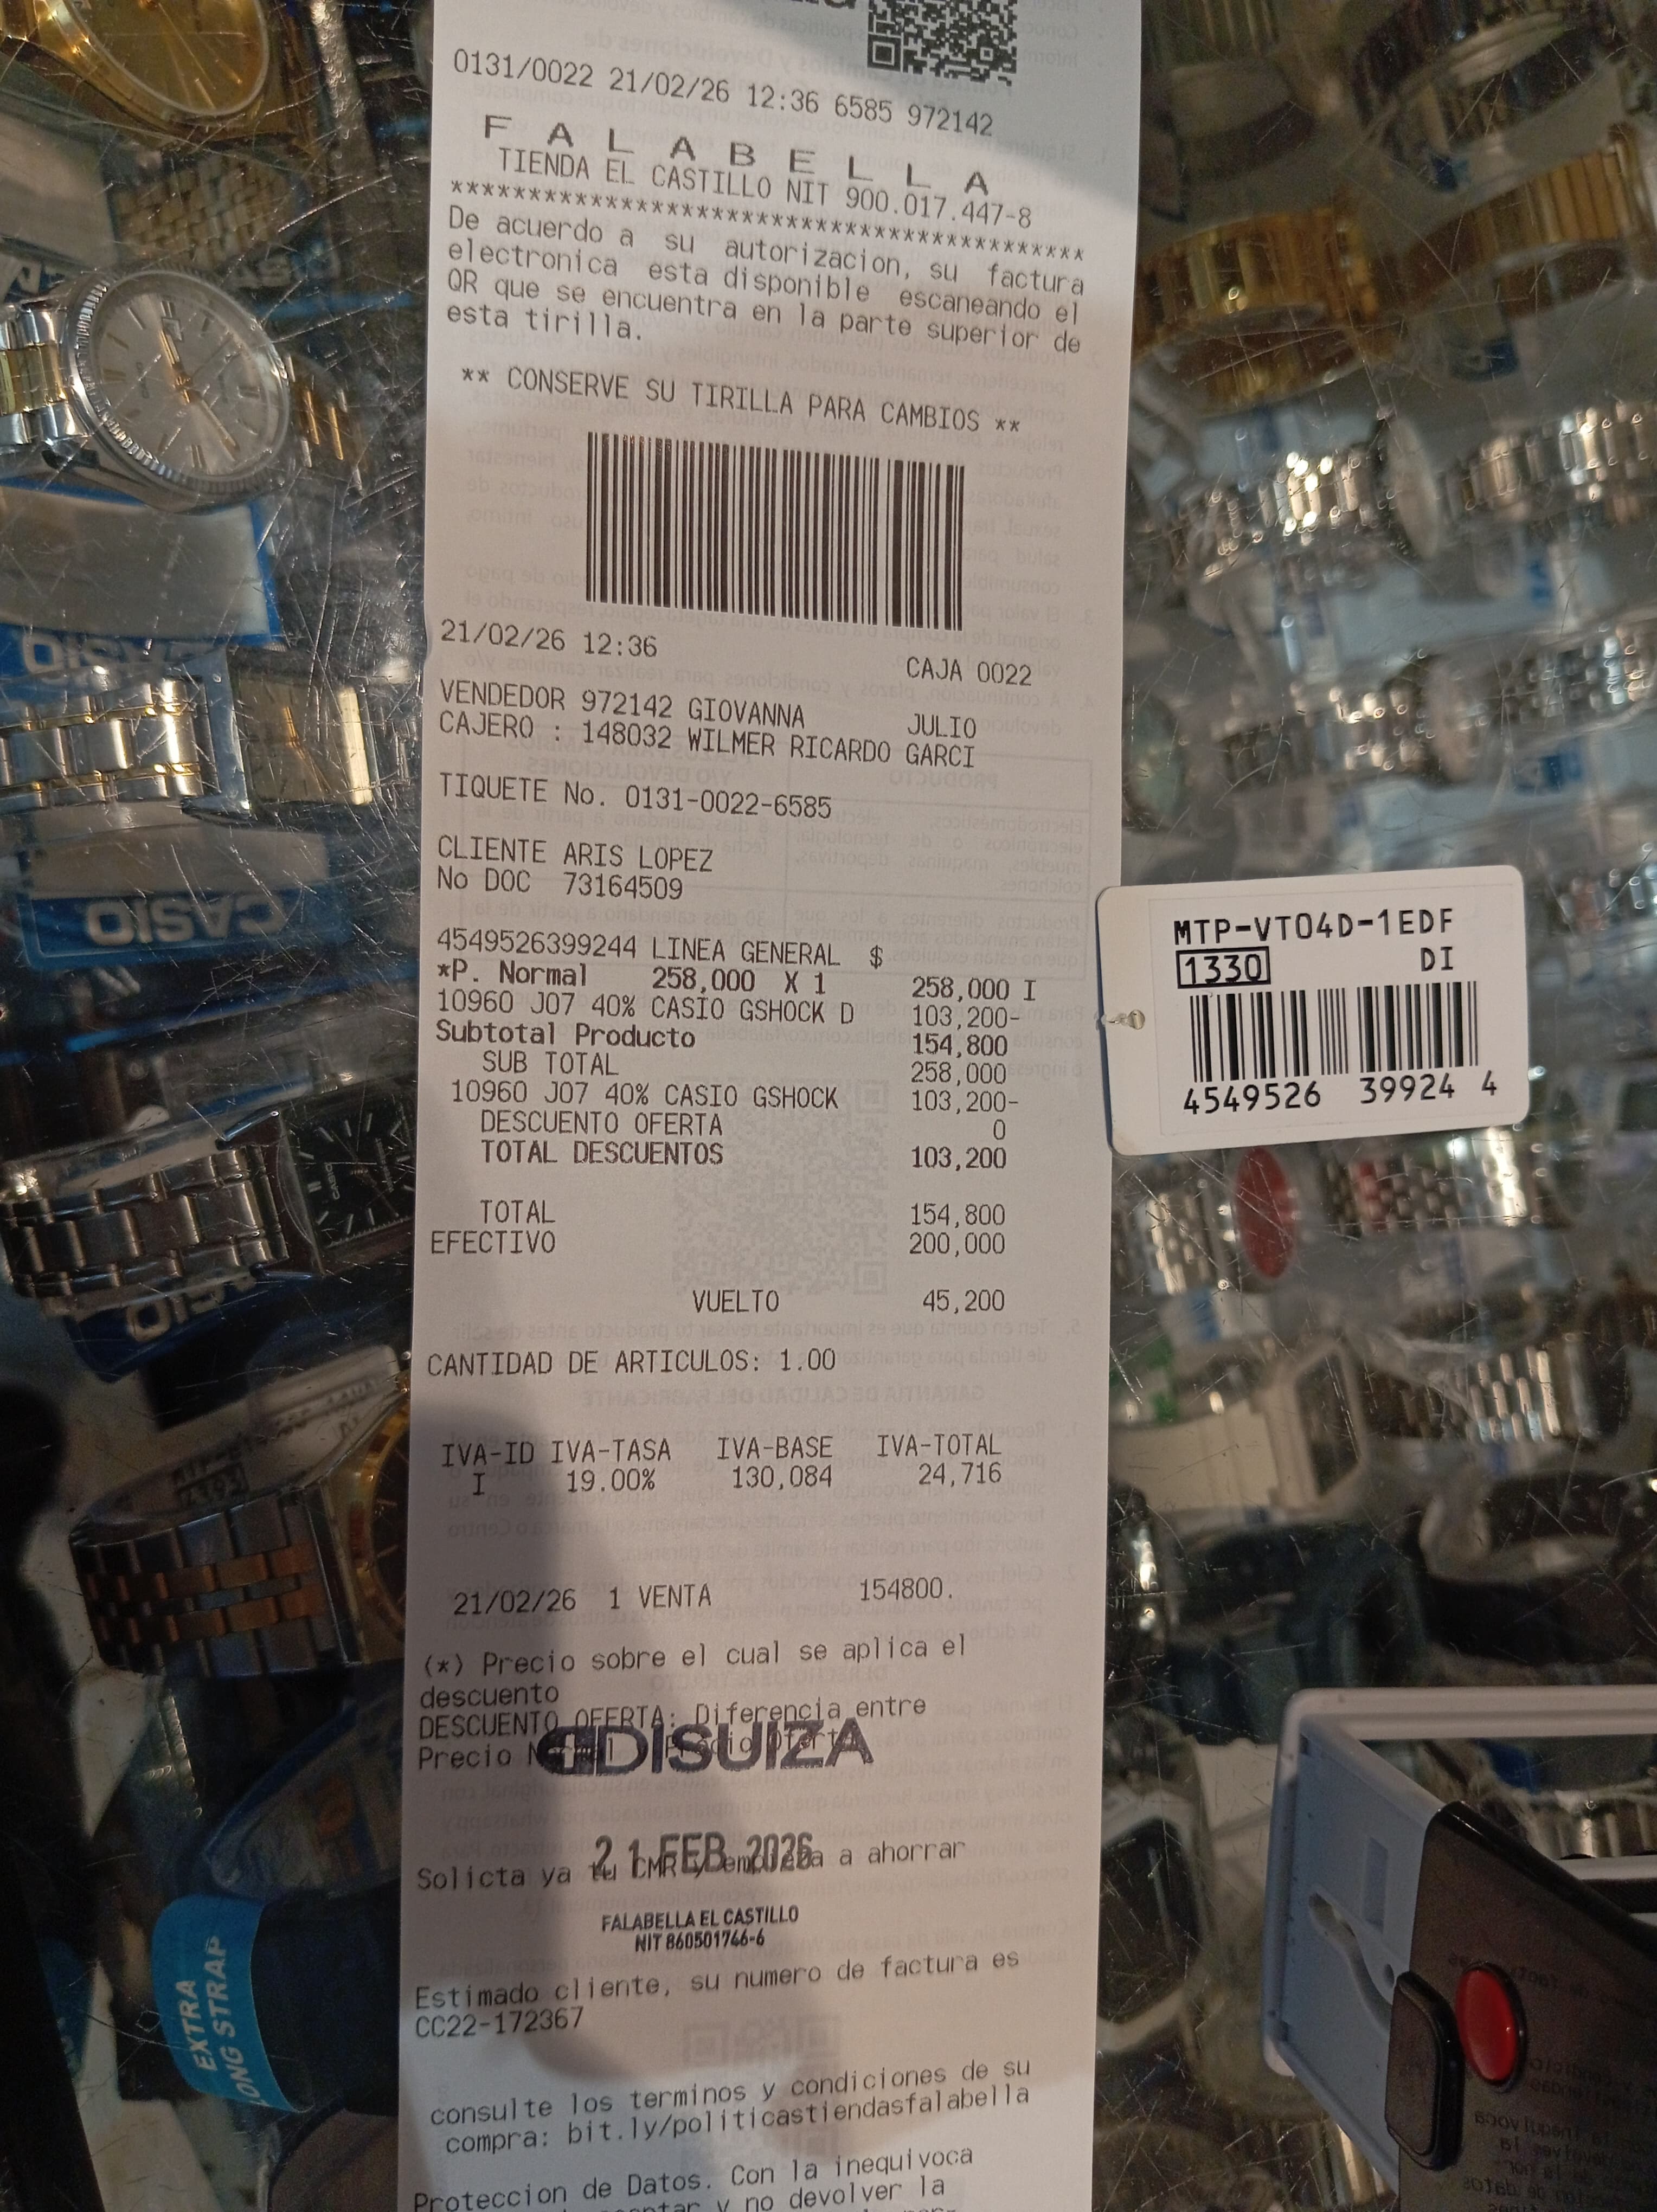 0131/0022 21/02/26 12:36 6585 972142
F A L A B E L L A
TIENDA EL CASTILLO NIT 900.017.447-8
****************************************
De acuerdo a su autorizacion, su factura
electronica esta disponible escaneando el
QR que se encuentra en la parte superior de
esta tirilla.
** CONSERVE SU TIRILLA PARA CAMBIOS **
21/02/26 12:36 CAJA 0022
VENDEDOR 972142 GIOVANNA JULIO
CAJERO : 148032 WILMER RICARDO GARCI
TIQUETE No. 0131-0022-6585
CLIENTE ARIS LOPEZ
No DOC 73164509
4549526399244 LINEA GENERAL $
*P. Normal 258,000 X 1 258,000 I
10960 J07 40% CASIO GSHOCK D 103,200-
Subtotal Producto 154,800
SUB TOTAL 258,000
10960 J07 40% CASIO GSHOCK 103,200-
DESCUENTO OFERTA 0
TOTAL DESCUENTOS 103,200
TOTAL 154,800
EFECTIVO 200,000
VUELTO 45,200
CANTIDAD DE ARTICULOS: 1.00
IVA-ID IVA-TASA IVA-BASE IVA-TOTAL
I 19.00% 130,084 24,716
21/02/26 1 VENTA 154800.
(*) Precio sobre el cual se aplica el
descuento
DESCUENTO OFERTA: Diferencia entre
Precio
DISUIZA
21 FEB 2026
Solicta ya tu CMR y empieza a ahorrar
FALABELLA EL CASTILLO
NIT 860501746-6
Estimado cliente, su numero de factura es
CC22-172367
consulte los terminos y condiciones de su
compra: bit.ly/politicastiendasfalabella
Proteccion de Datos. Con la inequivoca
y no devolver la
MTP-VT04D-1EDF
1330 DI
4549526 39924 4
CASIO
CASIO
EXTRA
LONG STRAP